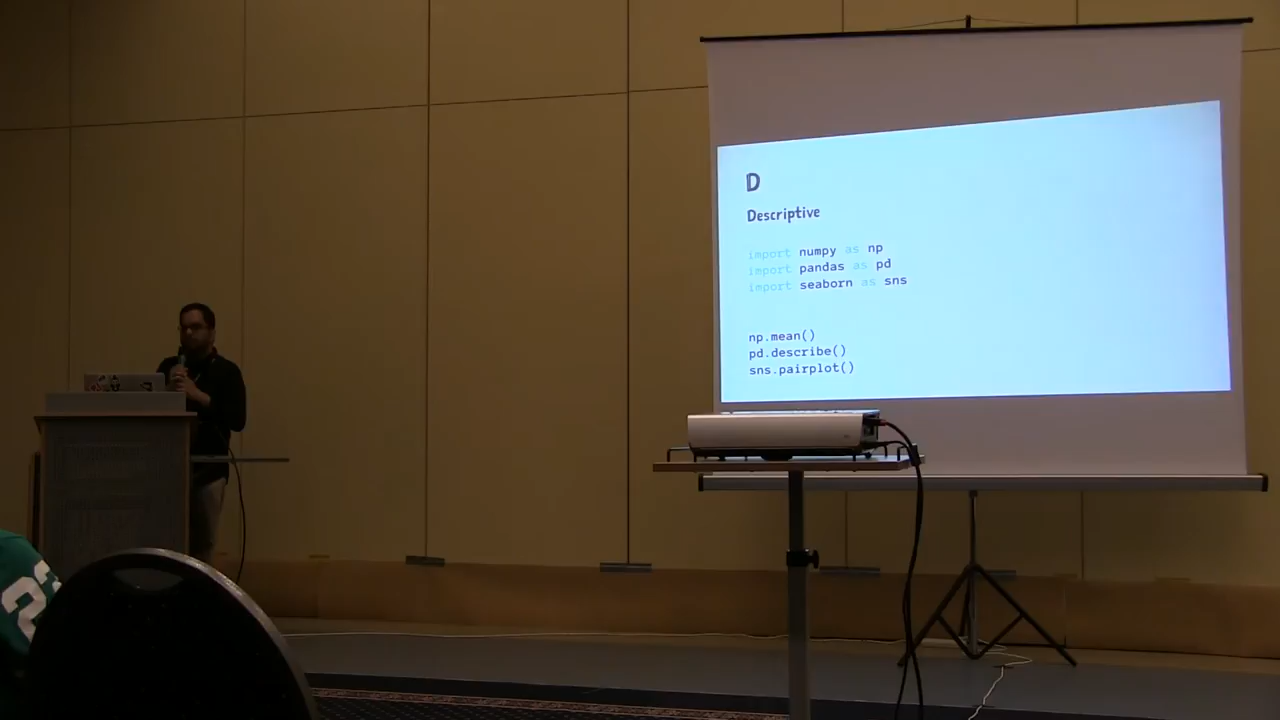 D
Descriptive
import numpy as np
import pandas as pd
import seaborn as sns
np.mean()
pd.describe()
sns.pairplot()